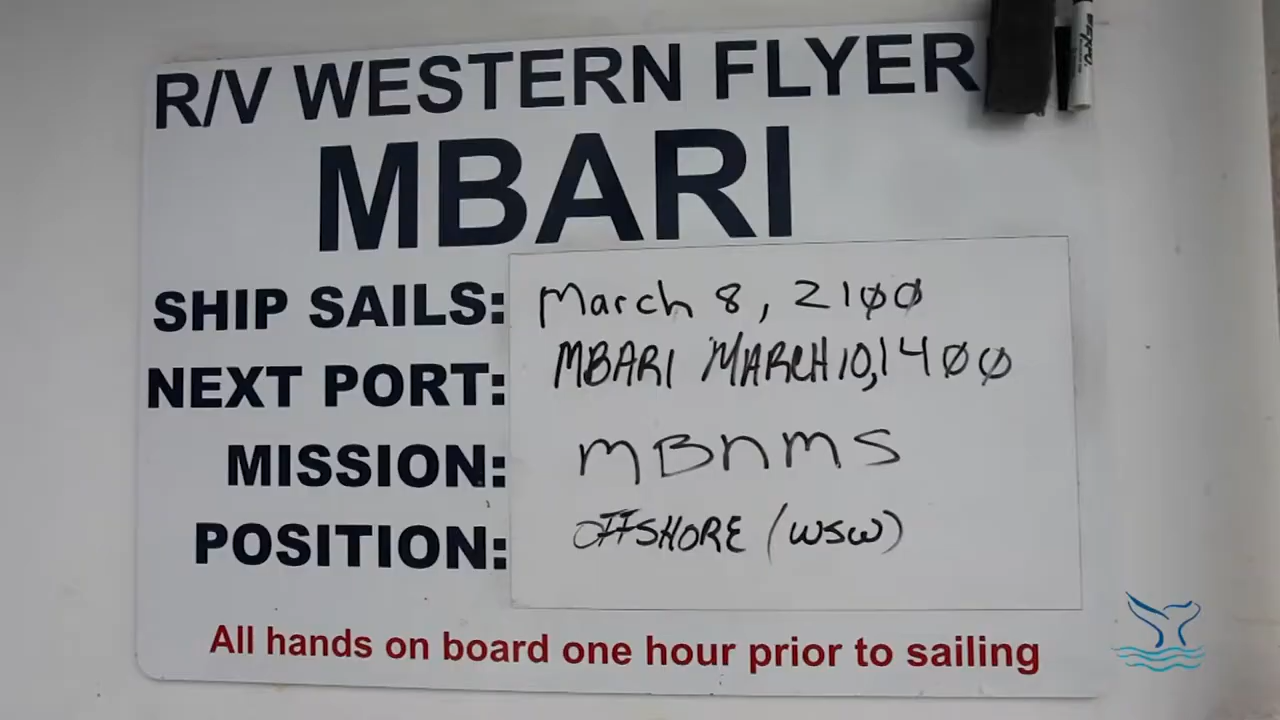 R/V WESTERN FLYER
MBARI
SHIP SAILS: March 8, 21ØØ
NEXT PORT: MBARI MARCH 10, 14ØØ
MISSION: MBNMS
POSITION: OFFSHORE (WSW)
All hands on board one hour prior to sailing